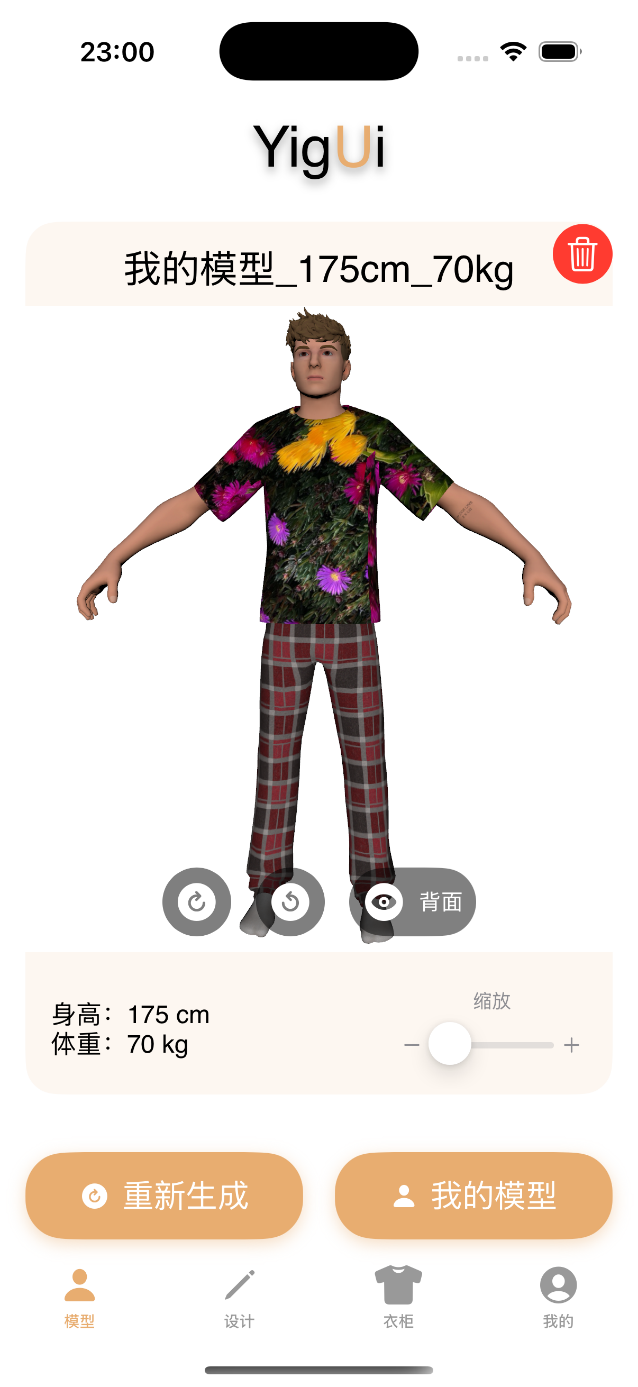 23:00
YigUi
我的模型_175cm_70kg
背面
身高：175 cm
体重：70 kg
缩放
重新生成
我的模型
模型
设计
衣柜
我的